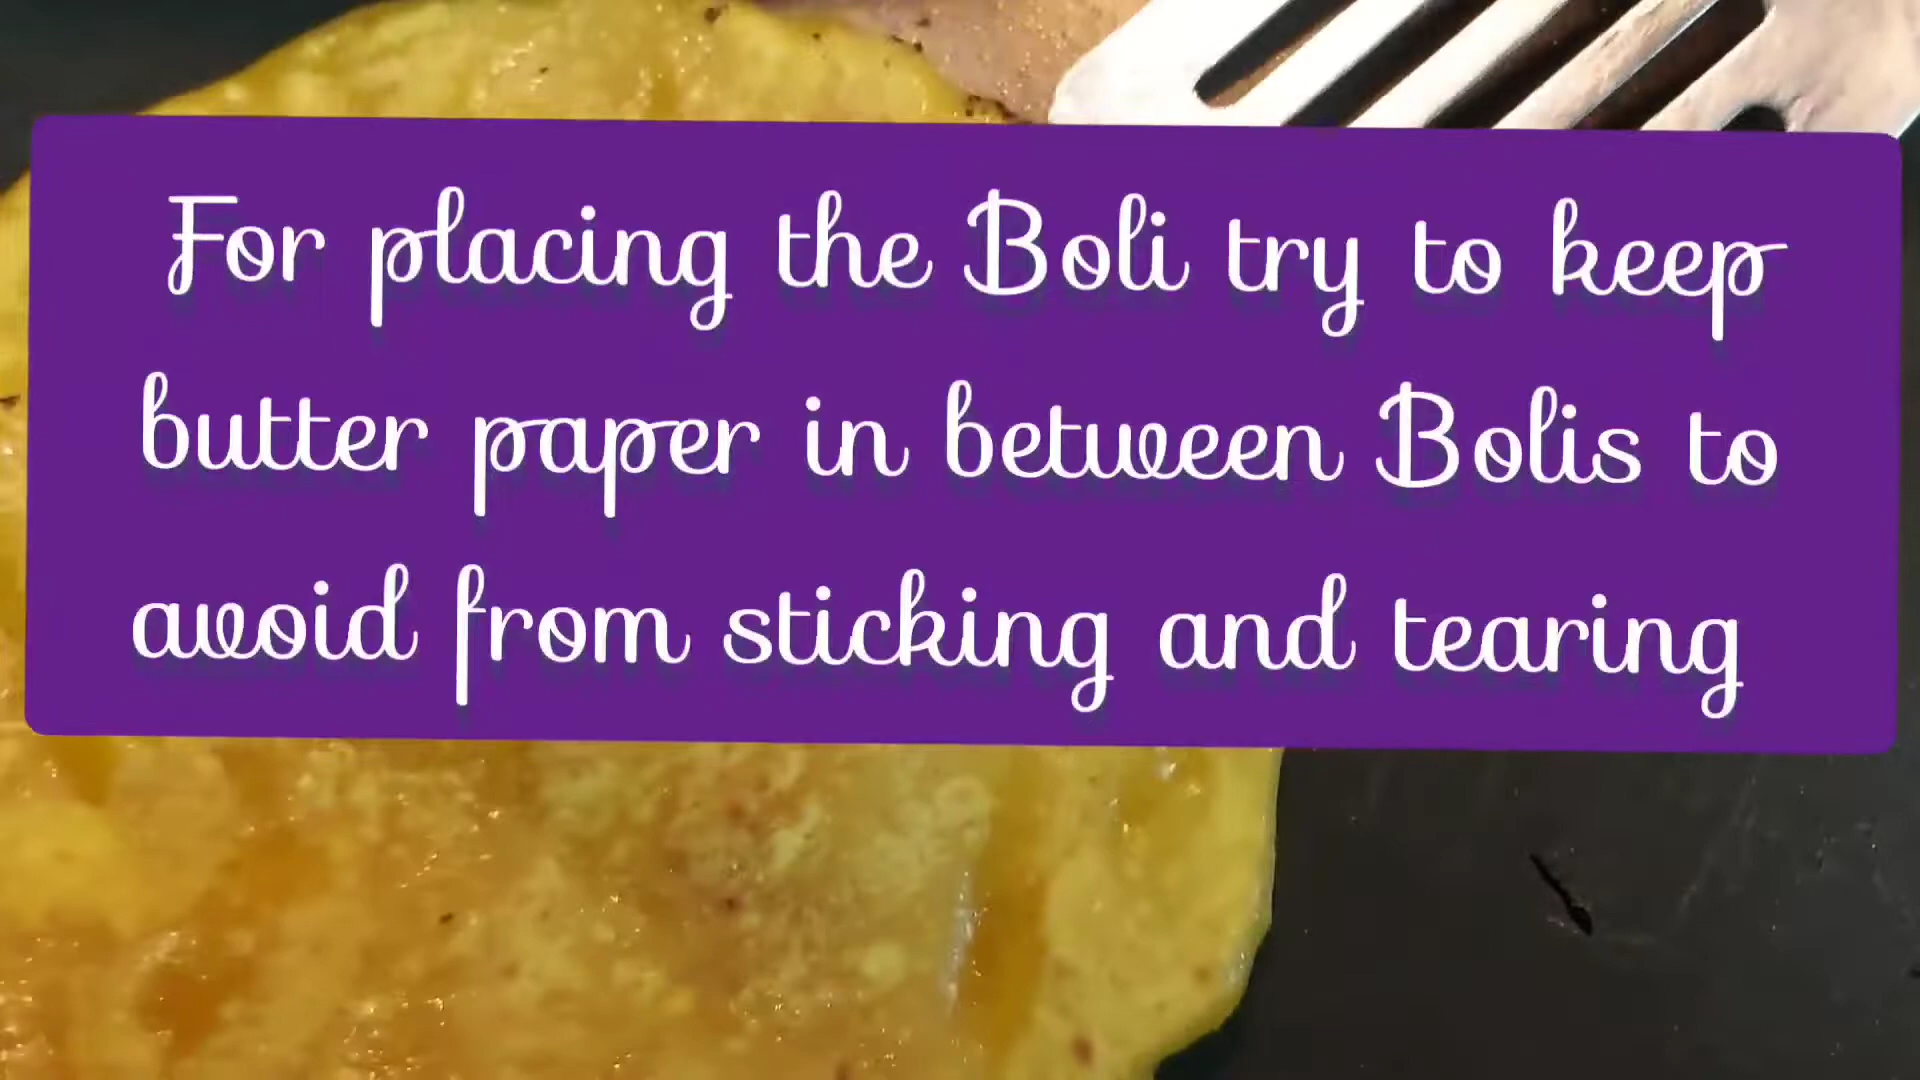 For placing the Boli try to keep
butter paper in between Bolis to
avoid from sticking and tearing